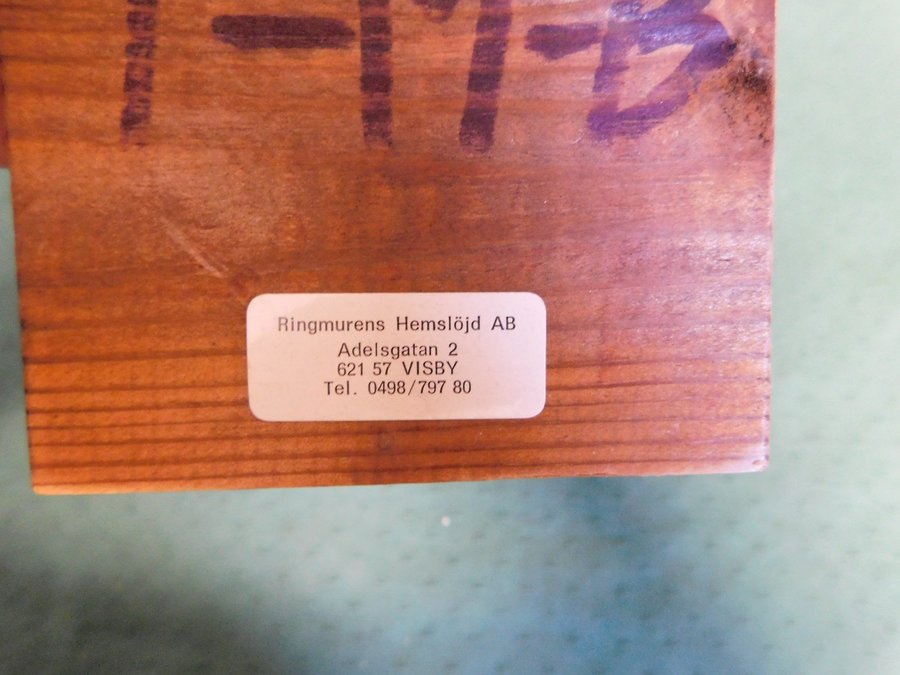 Ringmurens Hemslöjd AB
Adelsgatan 2
621 57 VISBY
Tel. 0498/797 80